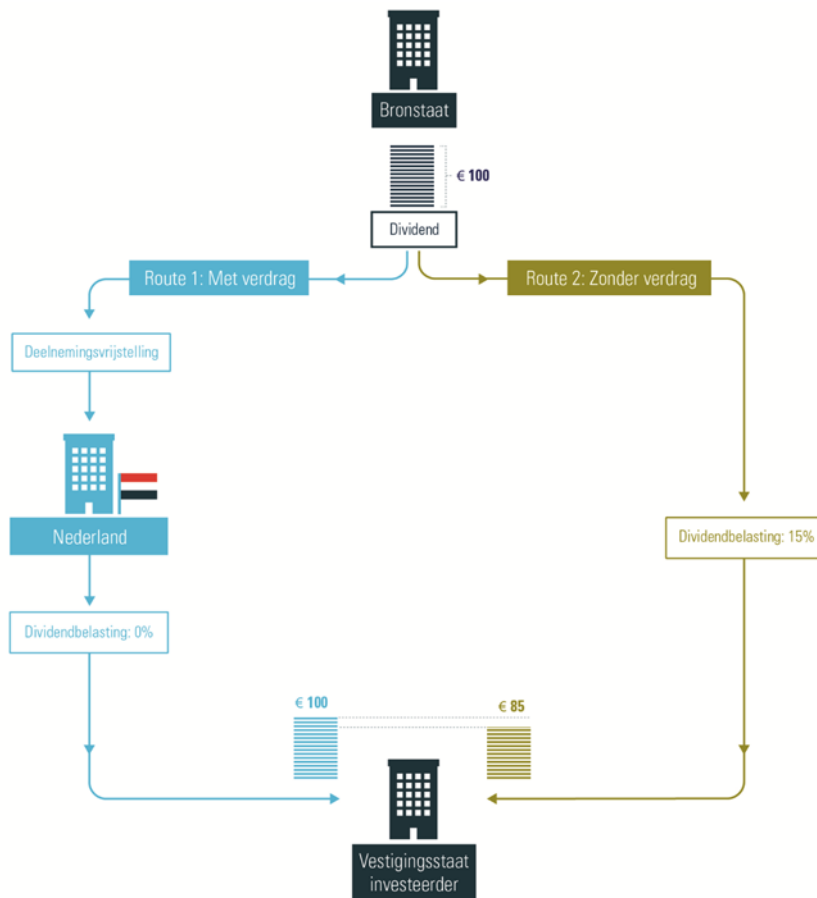 Bronstaat
€ 100
Dividend
Route 1: Met verdrag
Route 2: Zonder verdrag
Deelnemingsvrijstelling
Nederland
Dividendbelasting: 15%
Dividendbelasting: 0%
€ 100
€ 85
Vestigingsstaat
investeerder